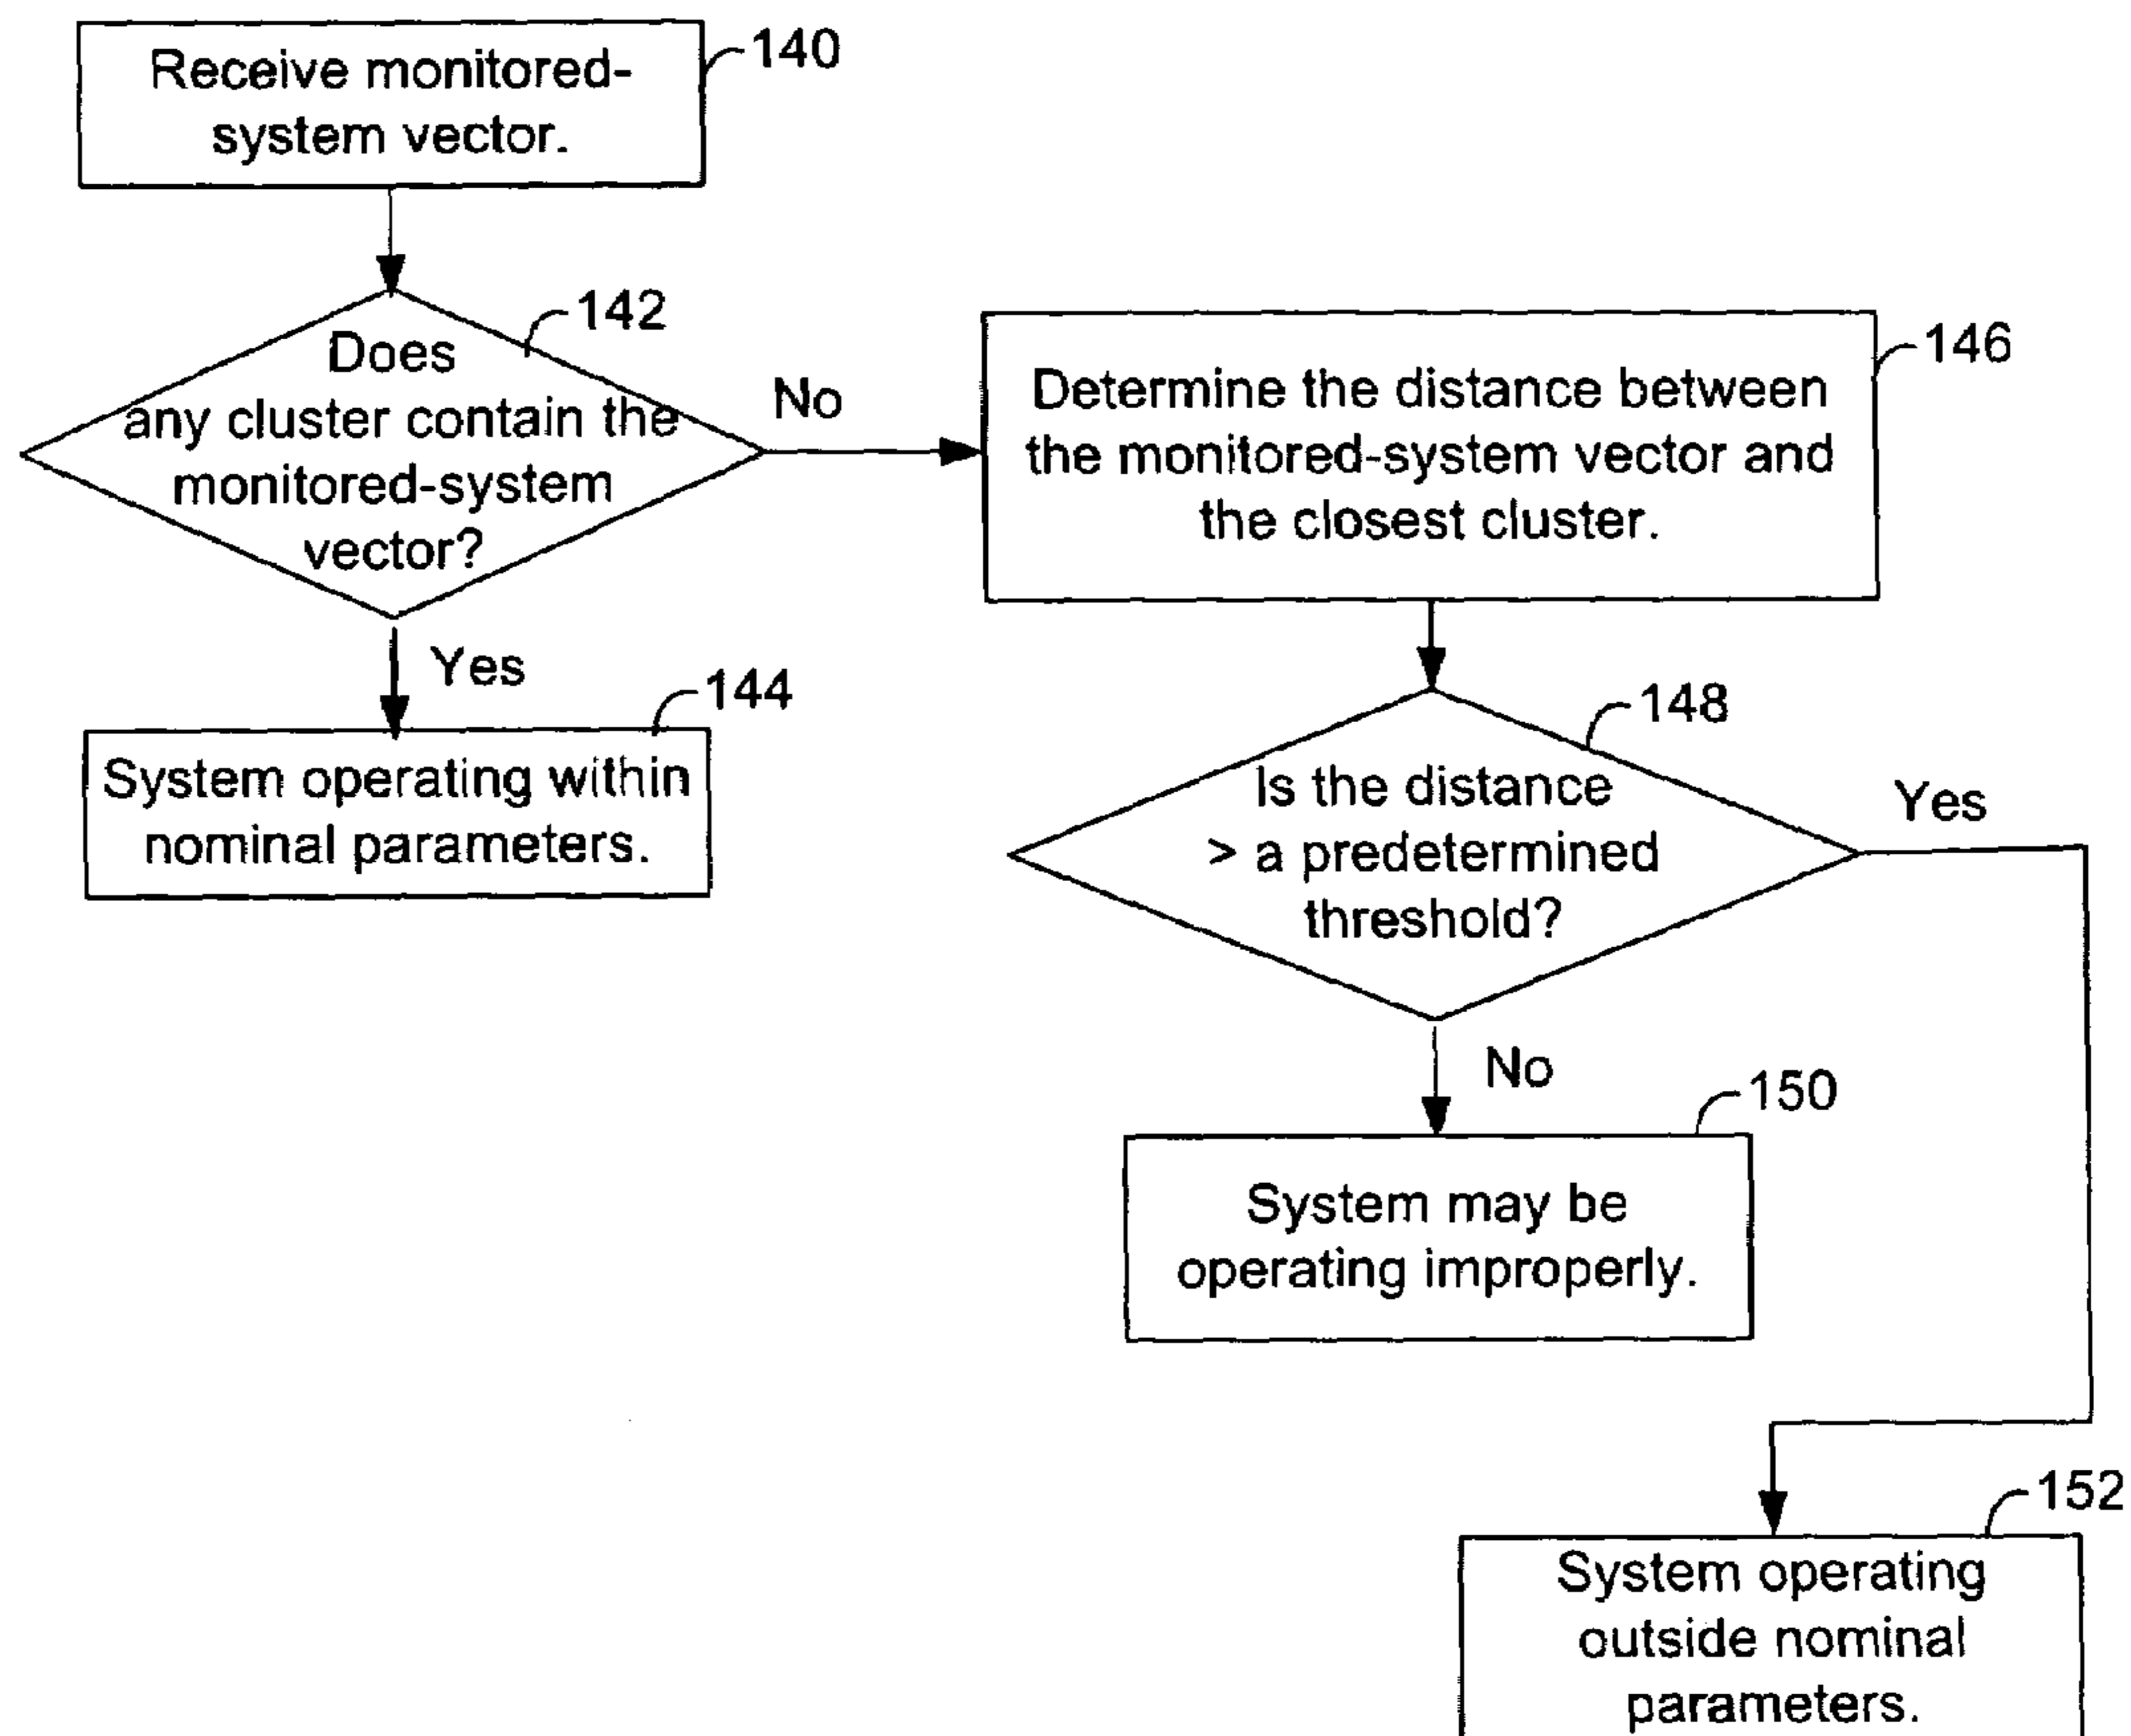 Receive monitored-
system vector.
140
Does
any cluster contain the
monitored-system
vector?
142
No
Yes
System operating within
nominal parameters.
144
Determine the distance between
the monitored-system vector and
the closest cluster.
146
Is the distance
> a predetermined
threshold?
148
Yes
No
System may be
operating improperly.
150
System operating
outside nominal
parameters.
152